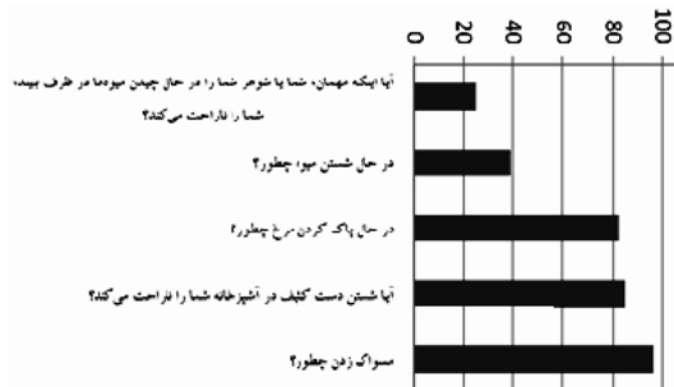 0 20 40 60 80 100
آیا اینکه مهمان، شما یا شوهر شما را در حال چیدن میوه‌ها در ظرف ببیند،
شما را ناراحت می‌کند؟
در حال شستن میوه چطور؟
در حال پاک کردن مرغ چطور؟
آیا شستن دست کثیف در آشپزخانه شما را ناراحت می‌کند؟
مسواک زدن چطور؟